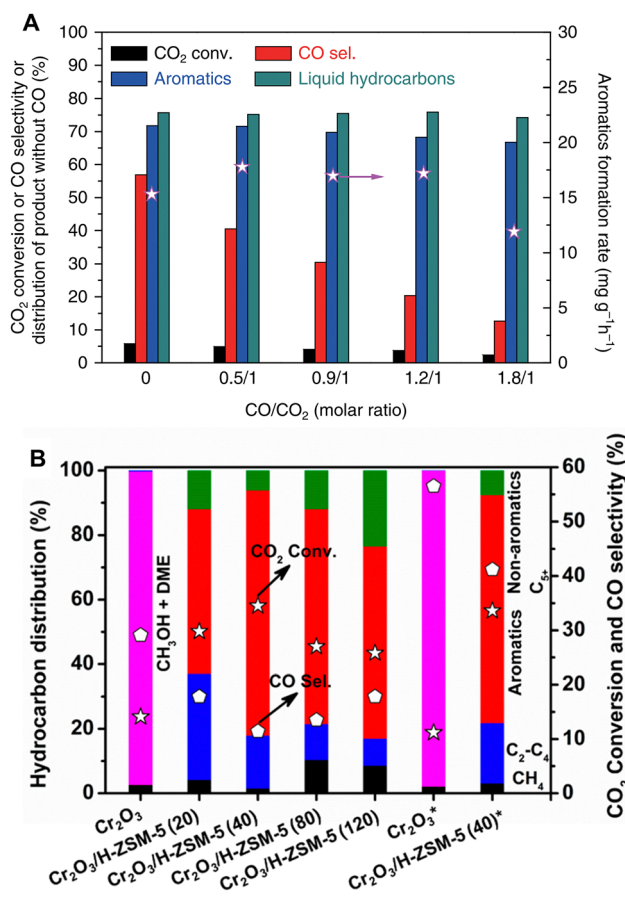 A
CO₂ conv.
CO sel.
Aromatics
Liquid hydrocarbons
CO₂ conversion or CO selectivity or
distribution of product without CO (%)
100
90
80
70
60
50
40
30
20
10
0
30
25
20
15
10
5
0
Aromatics formation rate (mg g⁻¹h⁻¹)
0
0.5/1
0.9/1
1.2/1
1.8/1
CO/CO₂ (molar ratio)
B
Hydrocarbon distribution (%)
100
80
60
40
20
0
CH₃OH + DME
CO₂ Conv.
CO Sel.
Non-aromatics
C₅₊
Aromatics
C₂-C₄
CH₄
60
50
40
30
20
10
0
CO₂ Conversion and CO selectivity (%)
Cr₂O₃
Cr₂O₃/H-ZSM-5 (20)
Cr₂O₃/H-ZSM-5 (40)
Cr₂O₃/H-ZSM-5 (80)
Cr₂O₃/H-ZSM-5 (120)
Cr₂O₃*
Cr₂O₃/H-ZSM-5 (40)*